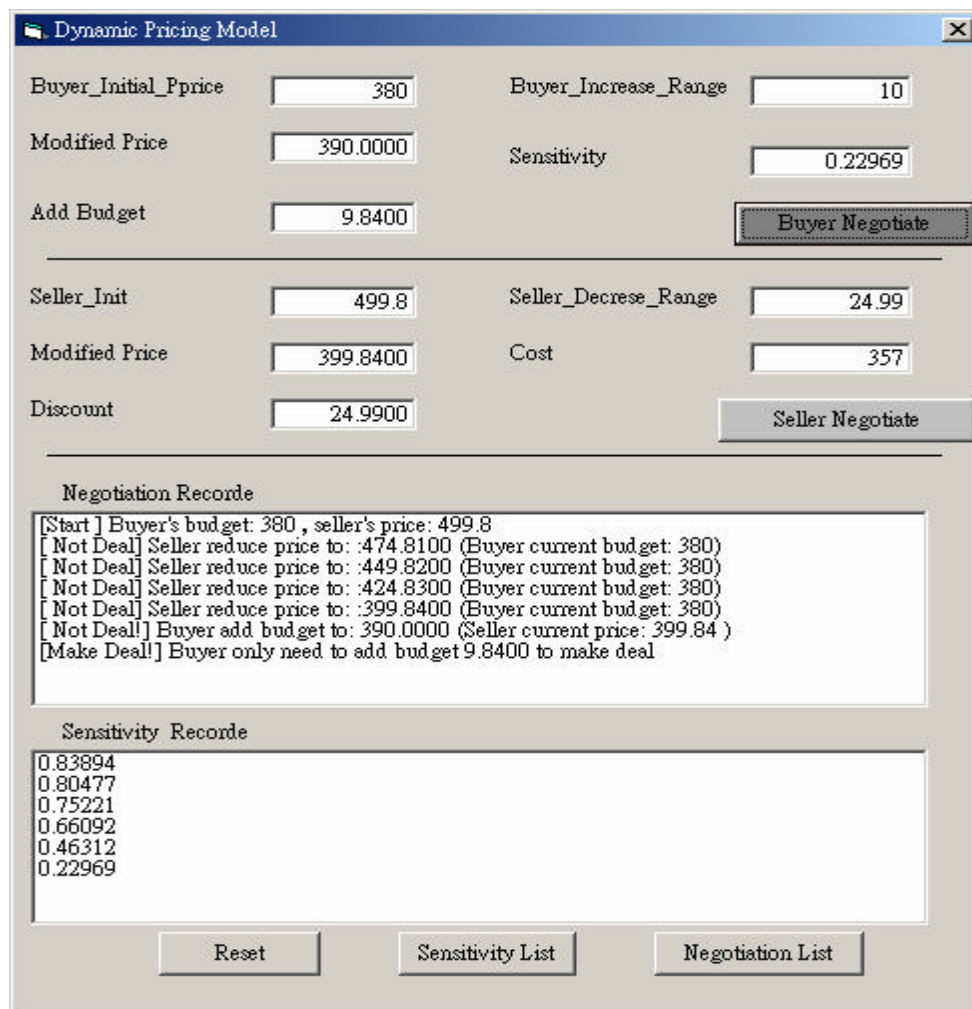 Dynamic Pricing Model
Buyer_Initial_Pprice 380 Buyer_Increase_Range 10
Modified Price 390.0000 Sensitivity 0.22969
Add Budget 9.8400 Buyer Negotiate
Seller_Init 499.8 Seller_Decrese_Range 24.99
Modified Price 399.8400 Cost 357
Discount 24.9900 Seller Negotiate
Negotiation Recorde
[Start ] Buyer's budget: 380 , seller's price: 499.8
[ Not Deal] Seller reduce price to: :474.8100 (Buyer current budget: 380)
[ Not Deal] Seller reduce price to: :449.8200 (Buyer current budget: 380)
[ Not Deal] Seller reduce price to: :424.8300 (Buyer current budget: 380)
[ Not Deal] Seller reduce price to: :399.8400 (Buyer current budget: 380)
[ Not Deal!] Buyer add budget to: 390.0000 (Seller current price: 399.84 )
[Make Deal!] Buyer only need to add budget 9.8400 to make deal
Sensitivity Recorde
0.83894
0.80477
0.75221
0.66092
0.46312
0.22969
Reset Sensitivity List Negotiation List